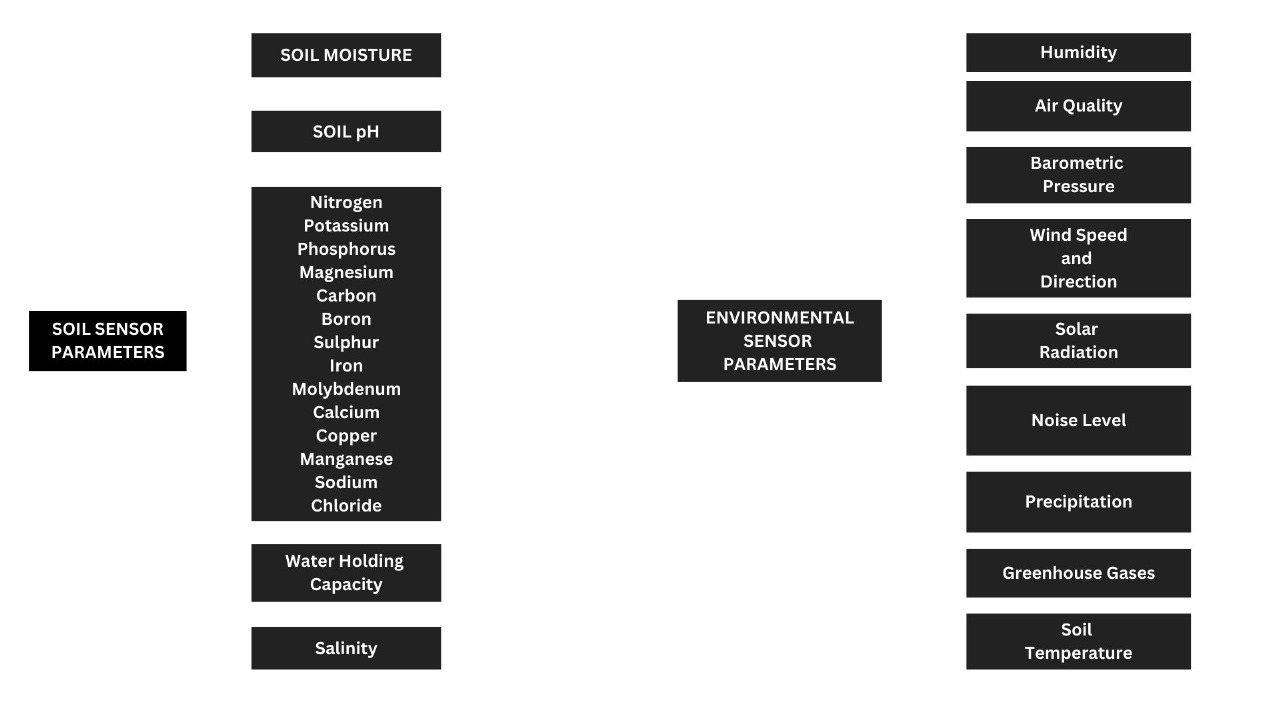 SOIL SENSOR
PARAMETERS
SOIL MOISTURE
SOIL pH
Nitrogen
Potassium
Phosphorus
Magnesium
Carbon
Boron
Sulphur
Iron
Molybdenum
Calcium
Copper
Manganese
Sodium
Chloride
Water Holding
Capacity
Salinity
ENVIRONMENTAL
SENSOR
PARAMETERS
Humidity
Air Quality
Barometric
Pressure
Wind Speed
and
Direction
Solar
Radiation
Noise Level
Precipitation
Greenhouse Gases
Soil
Temperature